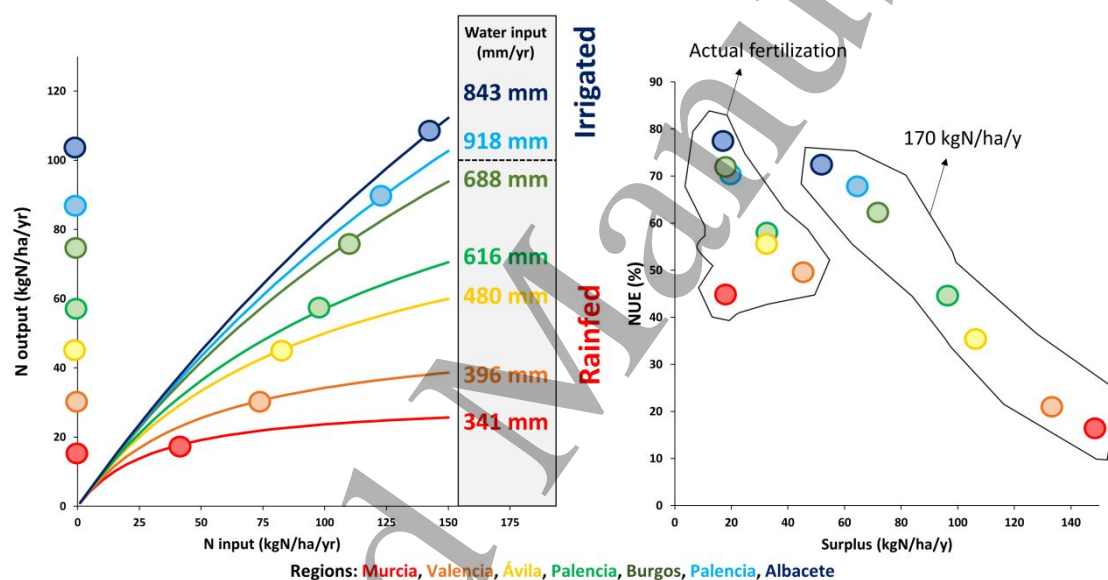 Water input
(mm/yr)
843 mm
918 mm
688 mm
616 mm
480 mm
396 mm
341 mm
Irrigated
Rainfed
N output (kgN/ha/yr)
120
100
80
60
40
20
0
0 25 50 75 100 125 150 175
N input (kgN/ha/yr)
Actual fertilization
170 kgN/ha/y
NUE (%)
90
80
70
60
50
40
30
20
10
0
0 20 40 60 80 100 120 140
Surplus (kgN/ha/y)
Regions: Murcia, Valencia, Ávila, Palencia, Burgos, Palencia, Albacete